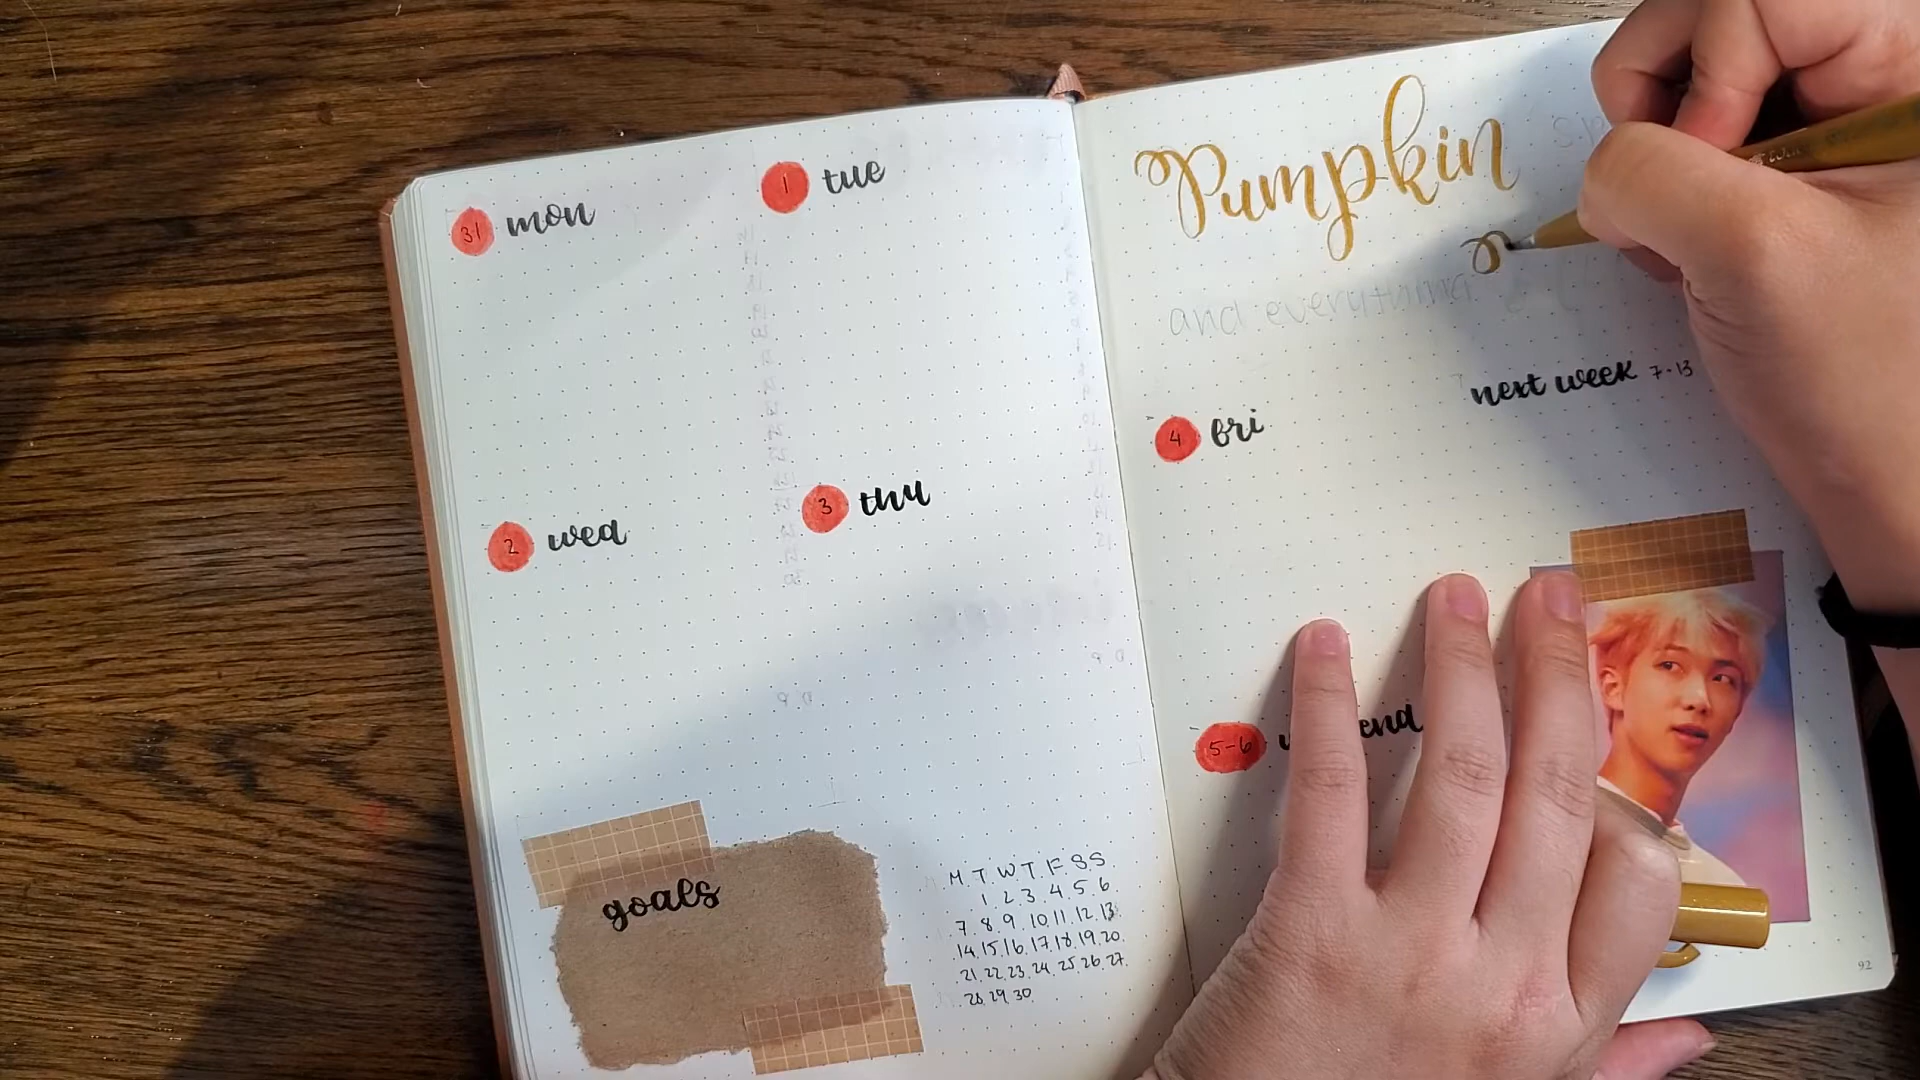 31 mon
1 tue
2 wed
3 thu
goals
M T W T F S S
1 2 3 4 5 6
7 8 9 10 11 12 13
14 15 16 17 18 19 20
21 22 23 24 25 26 27
28 29 30
Pumpkin
and everything
next week 7-13
4 fri
5-6
92